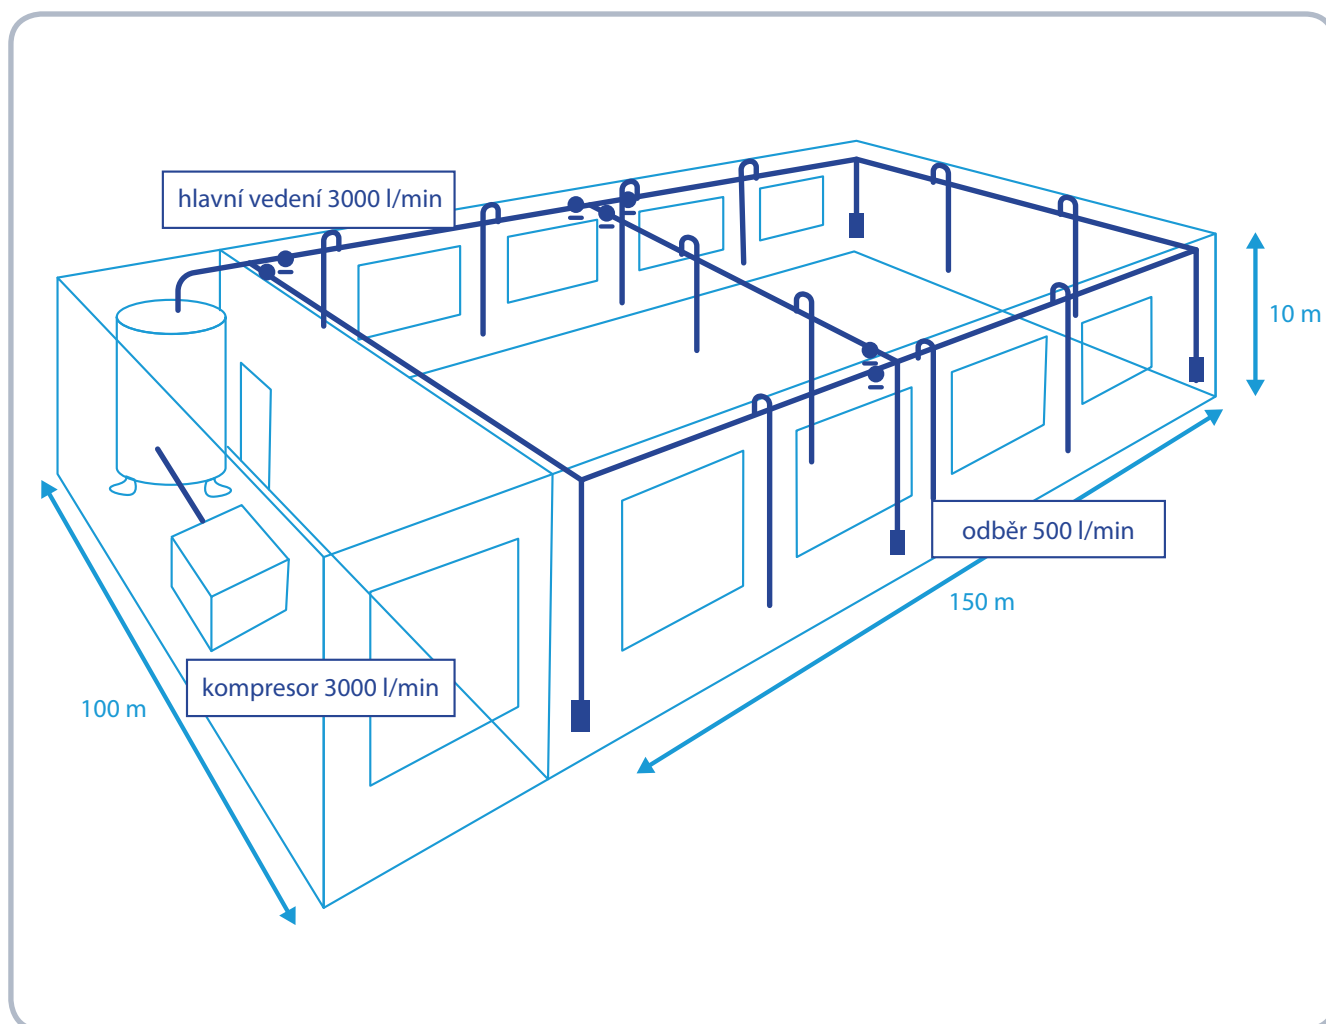 hlavní vedení 3000 l/min
10 m
odběr 500 l/min
150 m
kompresor 3000 l/min
100 m